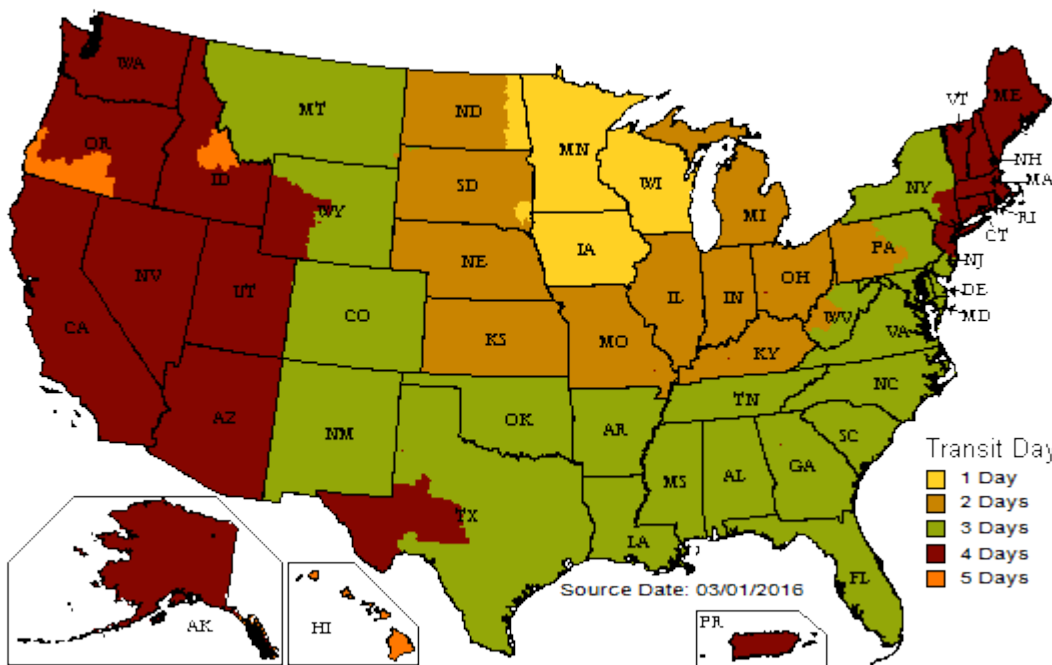 WA
MT
ND
MN
VT
ME
OR
ID
SD
WI
NY
NH
MA
WY
MI
RI
CT
NE
IA
PA
NJ
NV
UT
CO
IL
IN
OH
WV
DE
MD
CA
KS
MO
KY
VA
AZ
NM
OK
AR
TN
NC
SC
MS
AL
GA
TX
LA
FL
AK
HI
PR
Transit Day
1 Day
2 Days
3 Days
4 Days
5 Days
Source Date: 03/01/2016